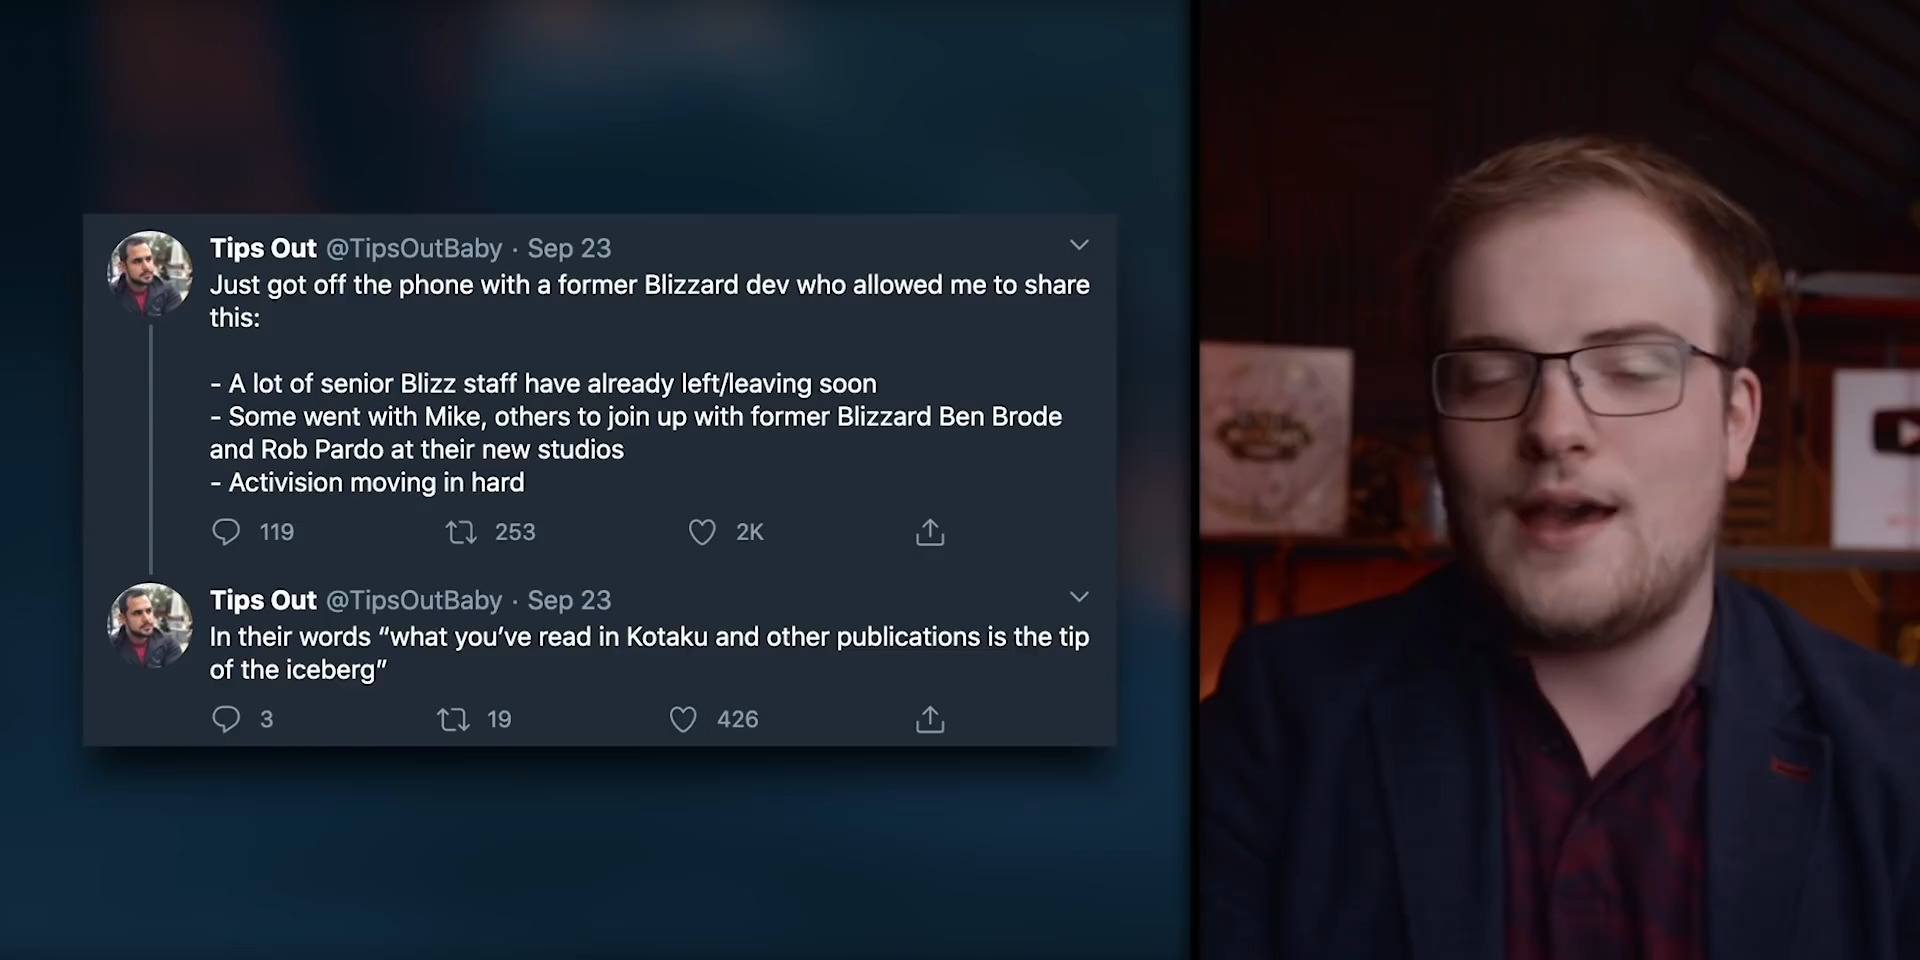 Tips Out @TipsOutBaby · Sep 23
Just got off the phone with a former Blizzard dev who allowed me to share
this:
- A lot of senior Blizz staff have already left/leaving soon
- Some went with Mike, others to join up with former Blizzard Ben Brode
and Rob Pardo at their new studios
- Activision moving in hard
119 253 2K
Tips Out @TipsOutBaby · Sep 23
In their words “what you’ve read in Kotaku and other publications is the tip
of the iceberg”
3 19 426